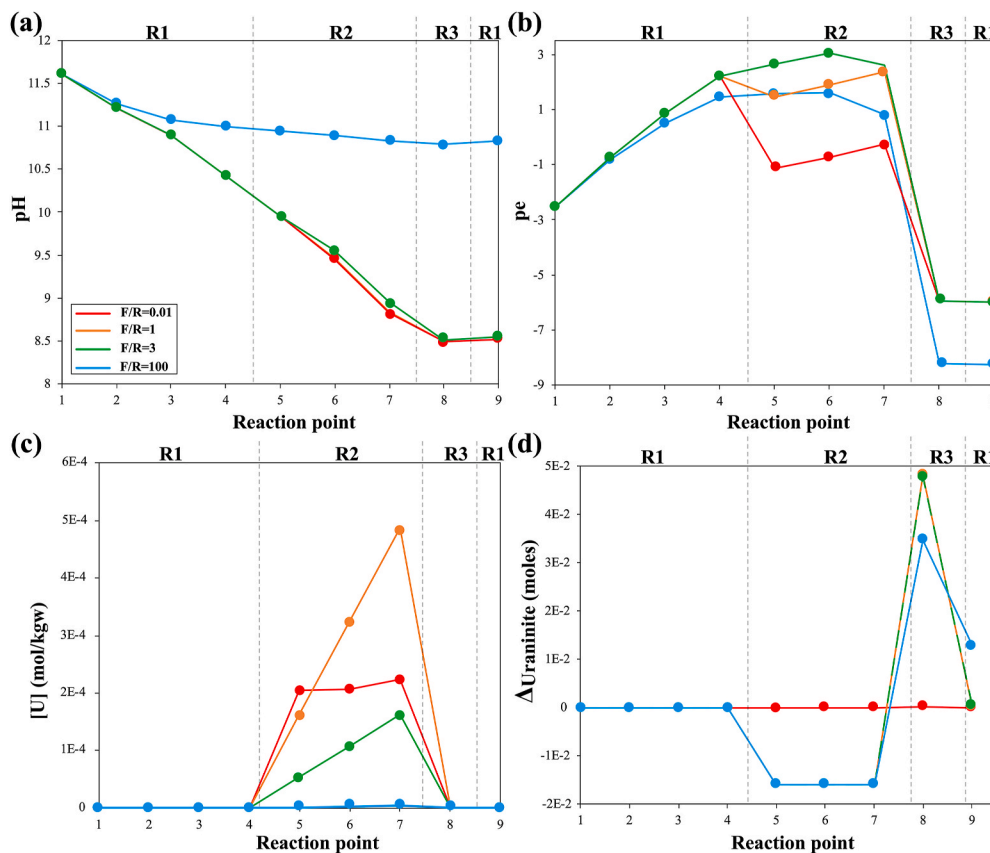 (a)
R1 R2 R3 R1
12
11.5
11
10.5
10
9.5
9
8.5
8
pH
F/R=0.01
F/R=1
F/R=3
F/R=100
1 2 3 4 5 6 7 8 9
Reaction point
(b)
R1 R2 R3 R1
3
1
-1
-3
-5
-7
-9
pe
1 2 3 4 5 6 7 8
Reaction point
(c)
R1 R2 R3 R1
6E-4
5E-4
4E-4
3E-4
2E-4
1E-4
0
[U] (mol/kgw)
1 2 3 4 5 6 7 8 9
Reaction point
(d)
R1 R2 R3 R1
5E-2
4E-2
3E-2
2E-2
1E-2
0
-1E-2
-2E-2
ΔUraninite (moles)
1 2 3 4 5 6 7 8 9
Reaction point